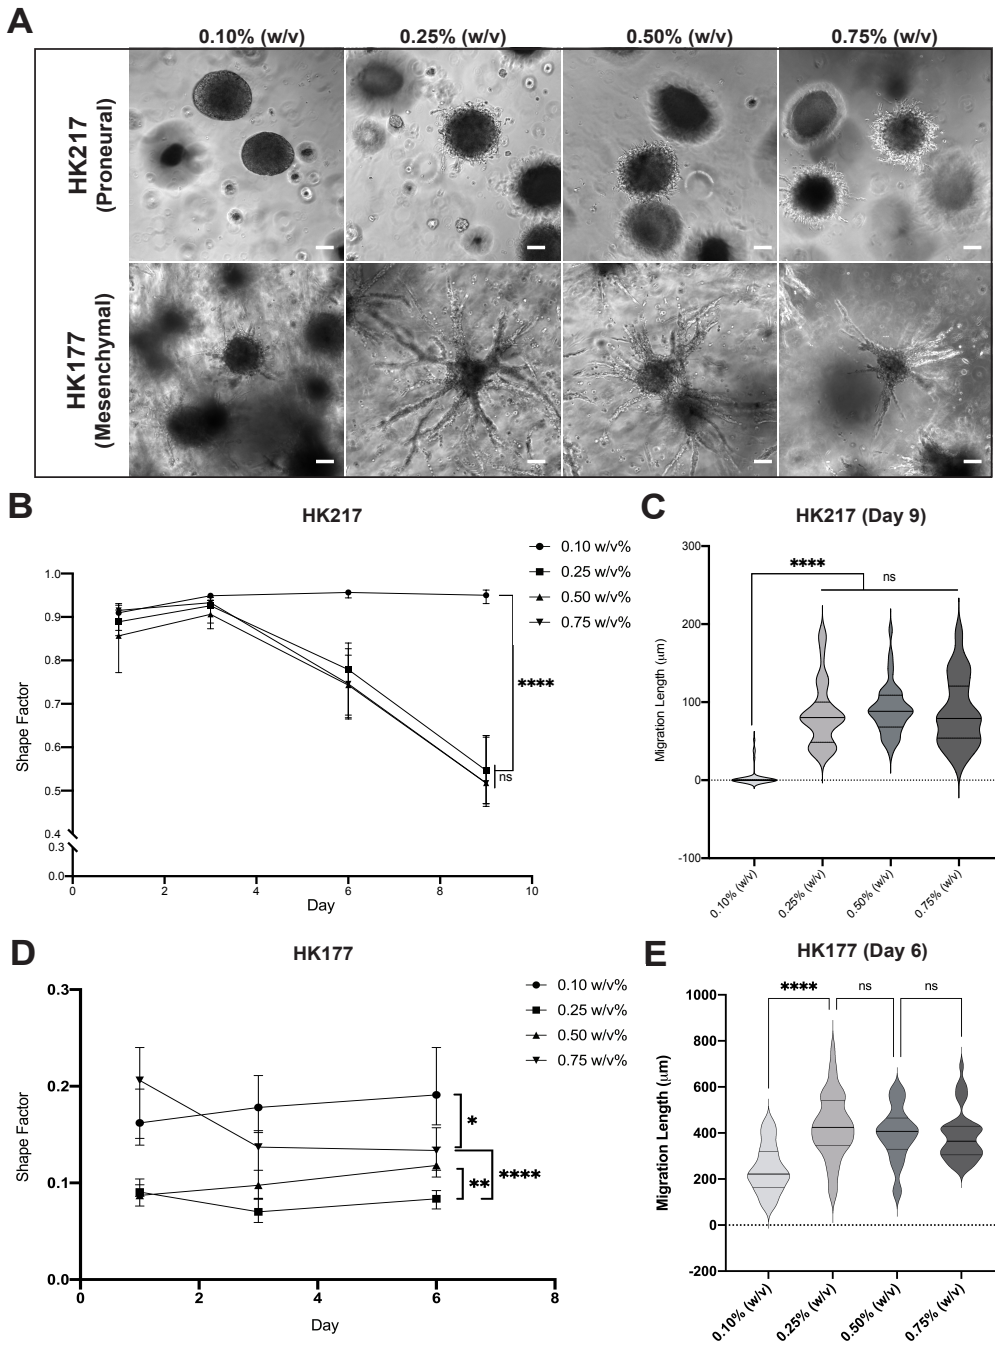 A
0.10% (w/v) 0.25% (w/v) 0.50% (w/v) 0.75% (w/v)
HK217
(Proneural)
HK177
(Mesenchymal)
B
HK217
0.10 w/v%
0.25 w/v%
0.50 w/v%
0.75 w/v%
1.0
0.9
0.8
0.7
0.6
0.5
0.4
0.3
0.0
Shape Factor
****
ns
0 2 4 6 8 10
Day
C
HK217 (Day 9)
300
200
100
0
-100
Migration Length (μm)
****
ns
0.10% (w/v) 0.25% (w/v) 0.50% (w/v) 0.75% (w/v)
D
HK177
0.10 w/v%
0.25 w/v%
0.50 w/v%
0.75 w/v%
0.3
0.2
0.1
0.0
Shape Factor
*
**
****
0 2 4 6 8
Day
E
HK177 (Day 6)
**** ns ns
1000
800
600
400
200
0
-200
Migration Length (μm)
0.10% (w/v) 0.25% (w/v) 0.50% (w/v) 0.75% (w/v)